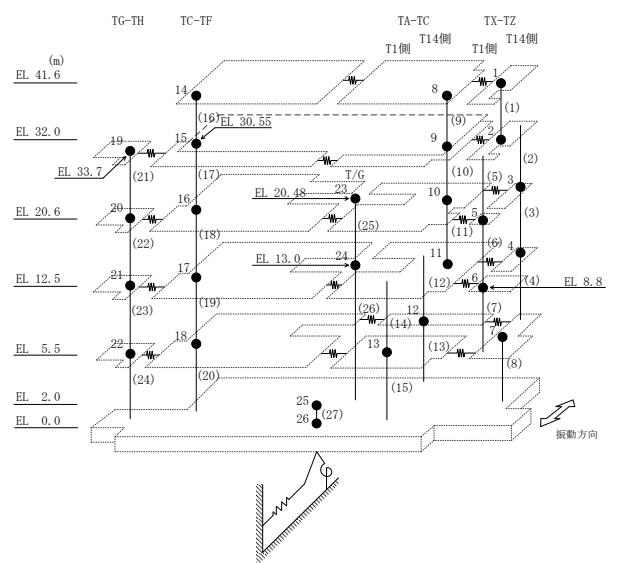 TG-TH TC-TF TA-TC TX-TZ
T1側 T14側 T1側 T14側
(m)
EL 41.6
14 8 1
(16) (9) (1)
EL 30.55
EL 32.0
19 15 9 2
EL 33.7
(21) (17) (10) (2)
T/G
EL 20.48 23 (5) 3
20 16 10 (3)
EL 20.6
(22) (18) (25) (11) 5
(6)
EL 13.0 24 11 4
21 17 6 (4) EL 8.8
EL 12.5
(23) (19) (12)
(26) 12 (7)
(14)
22 18 13 (13) 7
EL 5.5
(24) (20) (15) (8)
EL 2.0
25
(27)
EL 0.0
26
振動方向